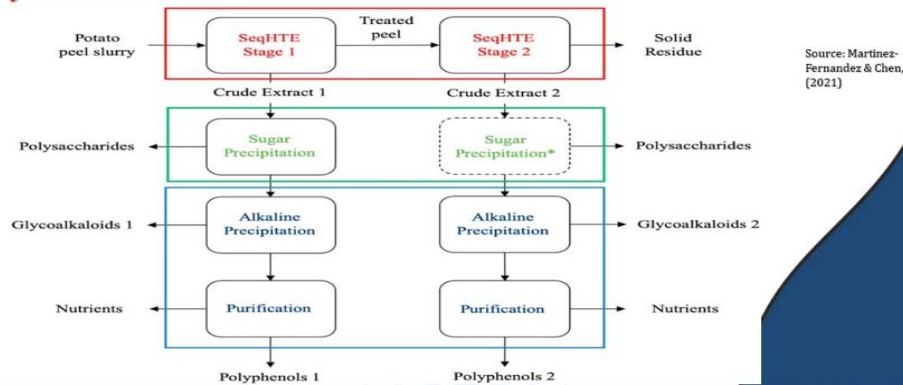 Potato
peel slurry
SeqHTE
Stage 1
Treated
peel
SeqHTE
Stage 2
Solid
Residue
Source: Martinez-
Fernandez & Chen,
(2021)
Crude Extract 1
Crude Extract 2
Polysaccharides
Sugar
Precipitation
Sugar
Precipitation*
Polysaccharides
Glycoalkaloids 1
Alkaline
Precipitation
Alkaline
Precipitation
Glycoalkaloids 2
Nutrients
Purification
Purification
Nutrients
Polyphenols 1
Polyphenols 2